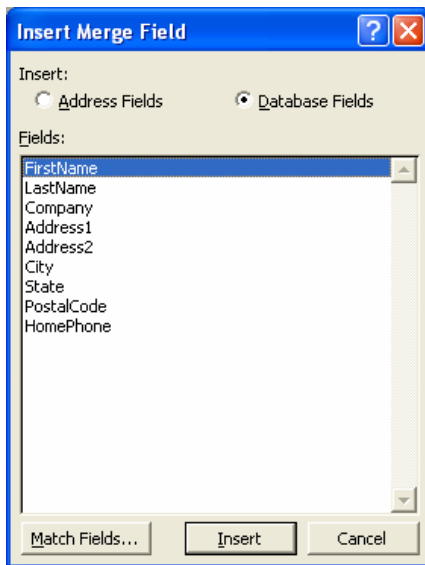 Insert Merge Field
Insert:
Address Fields Database Fields
Fields:
FirstName
LastName
Company
Address1
Address2
City
State
PostalCode
HomePhone
Match Fields... Insert Cancel